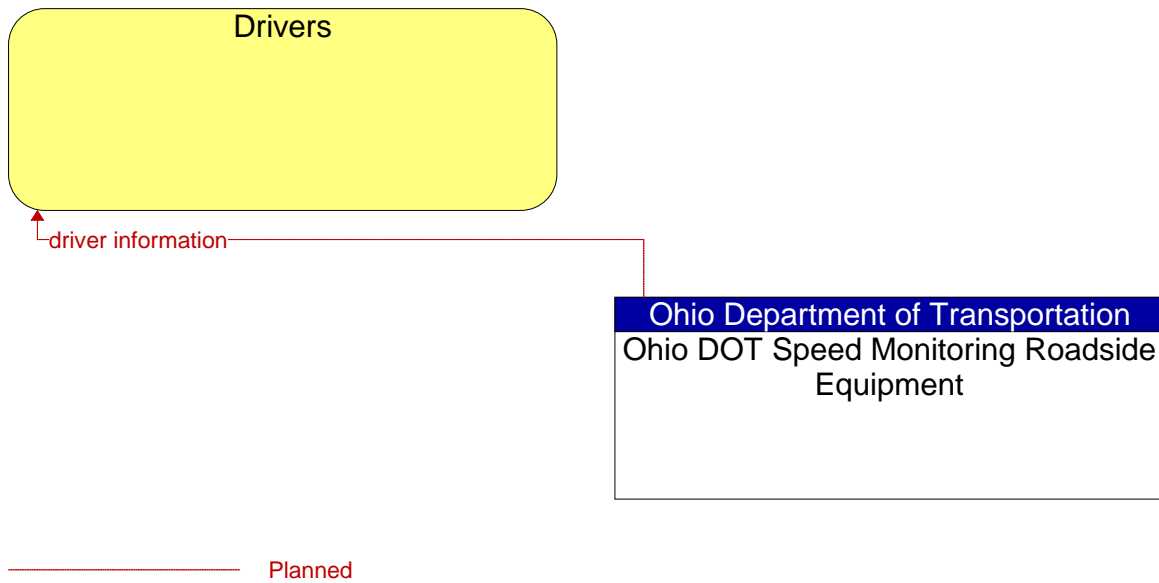 Drivers
driver information
Ohio Department of Transportation
Ohio DOT Speed Monitoring Roadside
Equipment
Planned